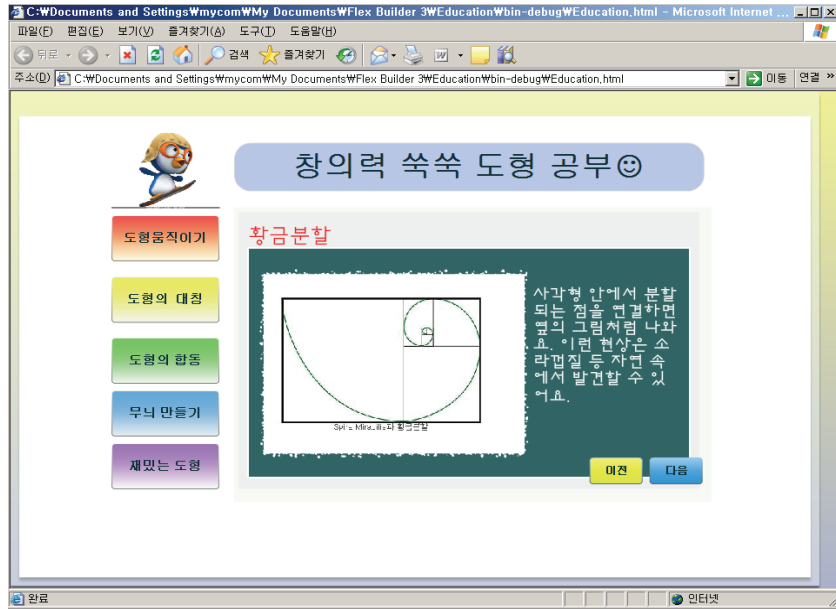 C:₩Documents and Settings₩mycom₩My Documents₩Flex Builder 3₩Education₩bin-debug₩Education.html - Microsoft Internet ...
파일(F) 편집(E) 보기(V) 즐겨찾기(A) 도구(T) 도움말(H)
뒤로 검색 즐겨찾기
주소(D) C:₩Documents and Settings₩mycom₩My Documents₩Flex Builder 3₩Education₩bin-debug₩Education.html 이동 연결 »
창의력 쑥쑥 도형 공부☺
도형움직이기
도형의 대칭
도형의 합동
무늬 만들기
재밌는 도형
황금분할
사각형 안에서 분할
되는 점을 연결하면
옆의 그림처럼 나와
요. 이런 현상은 소
라껍질 등 자연 속
에서 발견할 수 있
어요.
황금분할
이전 다음
완료 인터넷